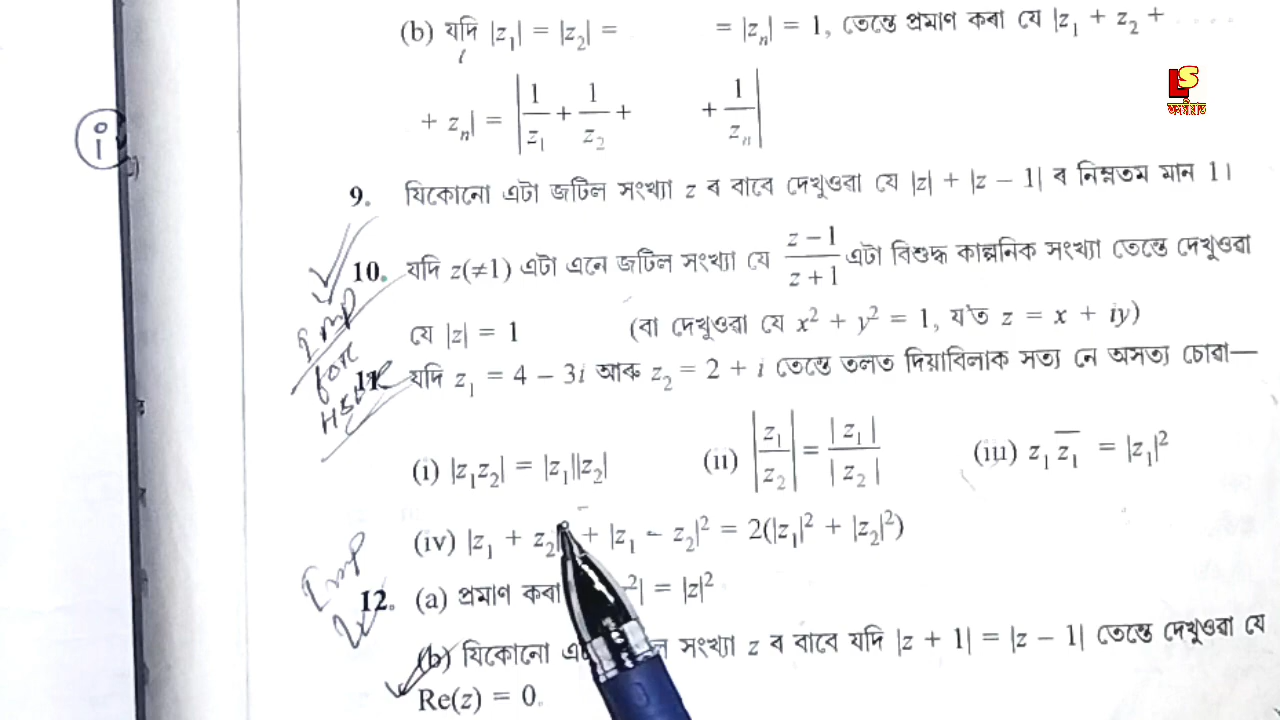 (b) যদি |z₁| = |z₂| = = |zₙ| = 1, তেন্তে প্ৰমাণ কৰা যে |z₁ + z₂ +
+ zₙ| = |1/z₁ + 1/z₂ + + 1/zₙ|
LS
9. যিকোনো এটা জটিল সংখ্যা z ৰ বাবে দেখুওৱা যে |z| + |z − 1| ৰ নিম্নতম মান 1।
10. যদি z(≠1) এটা এনে জটিল সংখ্যা যে (z − 1)/(z + 1) এটা বিশুদ্ধ কাল্পনিক সংখ্যা তেন্তে দেখুওৱা
যে |z| = 1 (বা দেখুওৱা যে x² + y² = 1, য'ত z = x + iy)
Imp
for
11. যদি z₁ = 4 − 3i আৰু z₂ = 2 + i তেন্তে তলত দিয়াবিলাক সত্য নে অসত্য চোৱা—
(i) |z₁z₂| = |z₁||z₂| (ii) |z₁/z₂| = |z₁|/|z₂| (iii) z₁ z̅₁ = |z₁|²
(iv) |z₁ + z₂| + |z₁ − z₂|² = 2(|z₁|² + |z₂|²)
Imp
12. (a) প্ৰমাণ কৰা ²| = |z|²
(b) যিকোনো সংখ্যা z ৰ বাবে যদি |z + 1| = |z − 1| তেন্তে দেখুওৱা যে
Re(z) = 0.